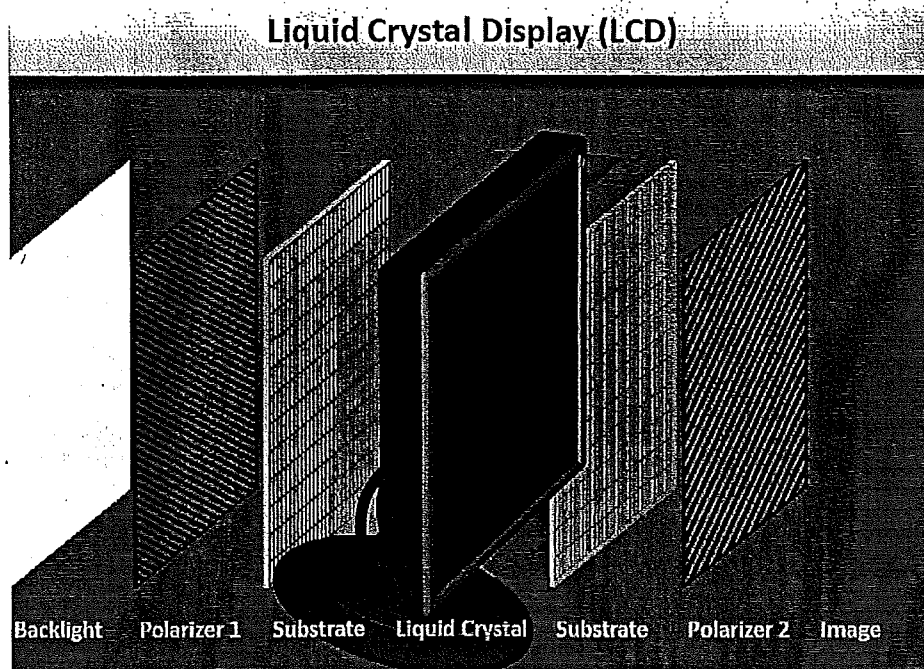 Liquid Crystal Display (LCD)
Backlight Polarizer 1 Substrate Liquid Crystal Substrate Polarizer 2 Image